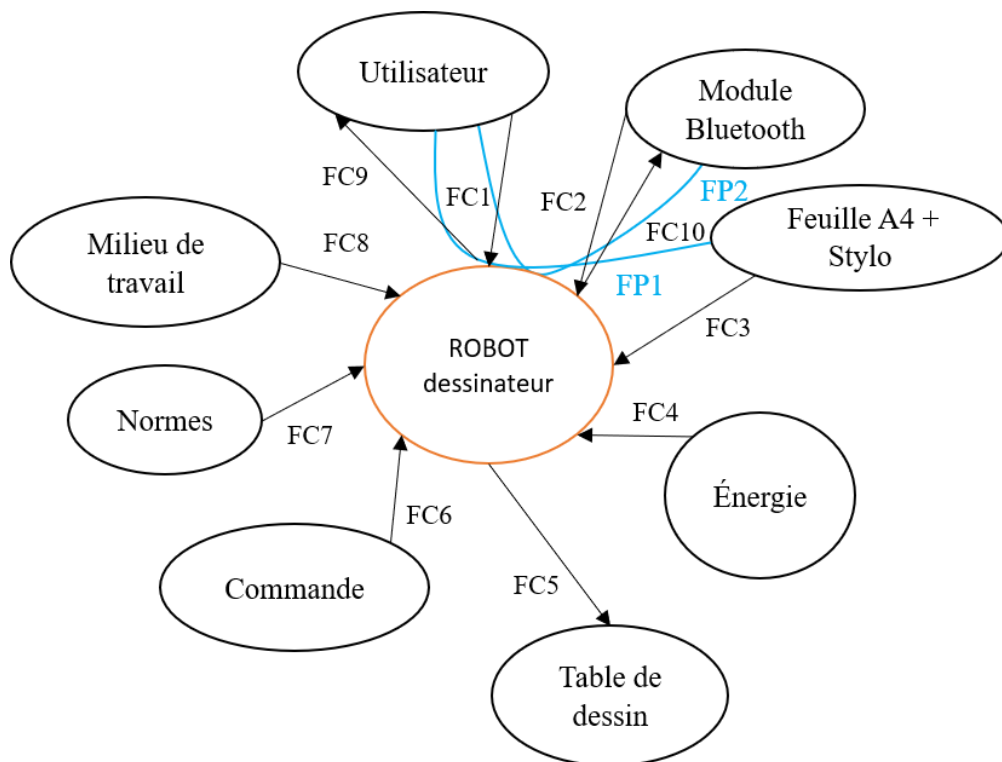 Utilisateur
Module
Bluetooth
FC9
FC1
FC2
FP2
Milieu de
travail
FC8
FC10
Feuille A4 +
Stylo
FP1
FC3
ROBOT
dessinateur
Normes
FC7
FC4
Énergie
FC6
Commande
FC5
Table de
dessin